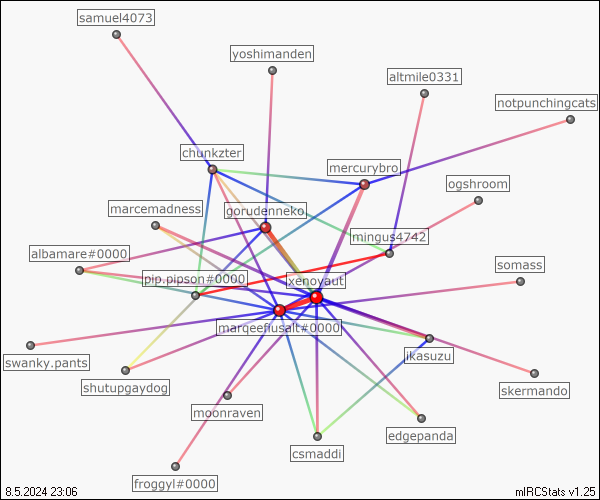 samuel4073
yoshimanden
altmile0331
notpunchingcats
chunkzter
mercurybro
ogshroom
marcemadness
gorudenneko
mingus4742
albamare#0000
somass
pip.pipson#0000
xenoyaut
marqeeflusalt#0000
ikasuzu
swanky.pants
shutupgaydog
skermando
moonraven
edgepanda
csmaddi
froggyl#0000
8.5.2024 23:06
mIRCStats v1.25